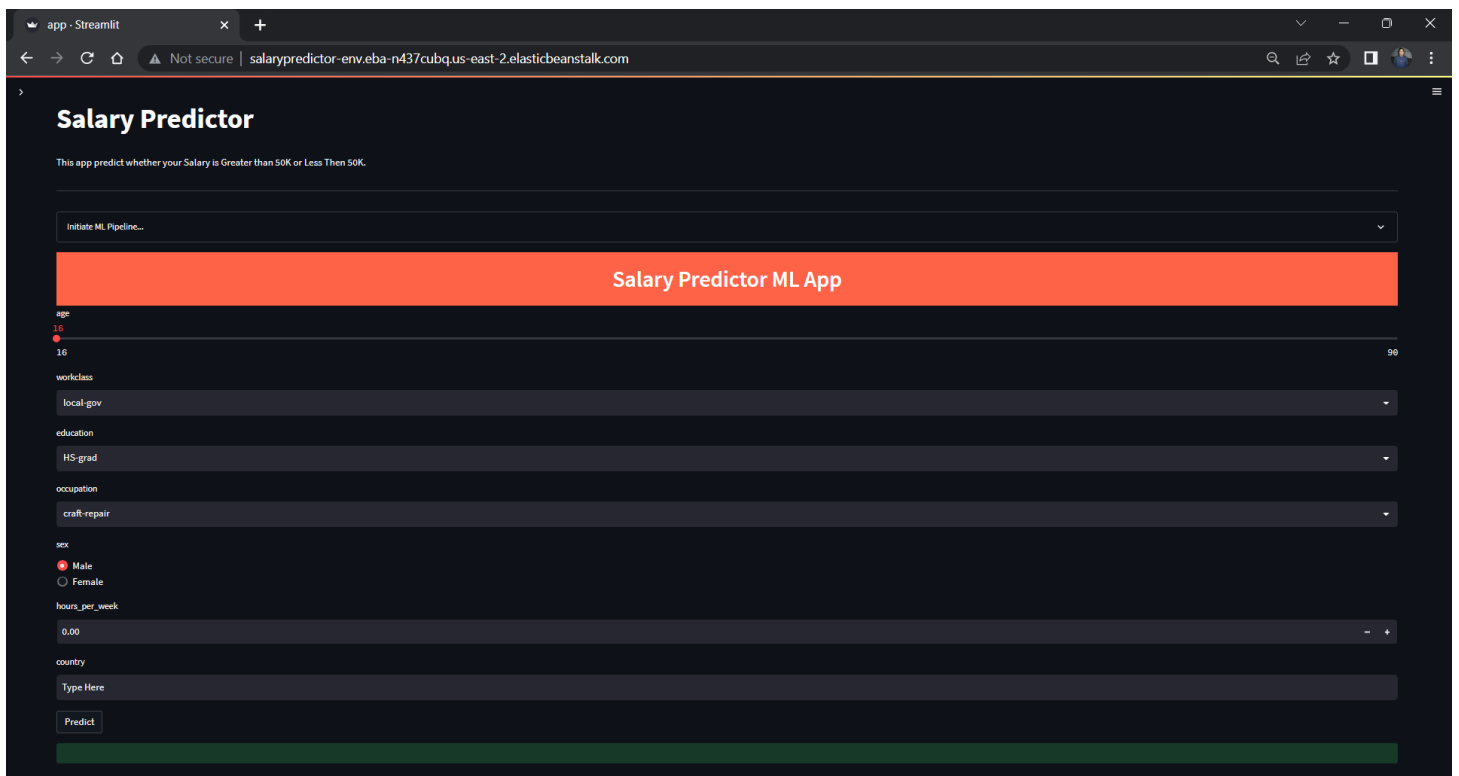 app · Streamlit
Not secure | salarypredictor-env.eba-n437cubq.us-east-2.elasticbeanstalk.com
Salary Predictor
This app predict whether your Salary is Greater than 50K or Less Then 50K.
Initiate ML Pipeline...
Salary Predictor ML App
age
16
16 90
workclass
local-gov
education
HS-grad
occupation
craft-repair
sex
Male
Female
hours_per_week
0.00
country
Type Here
Predict